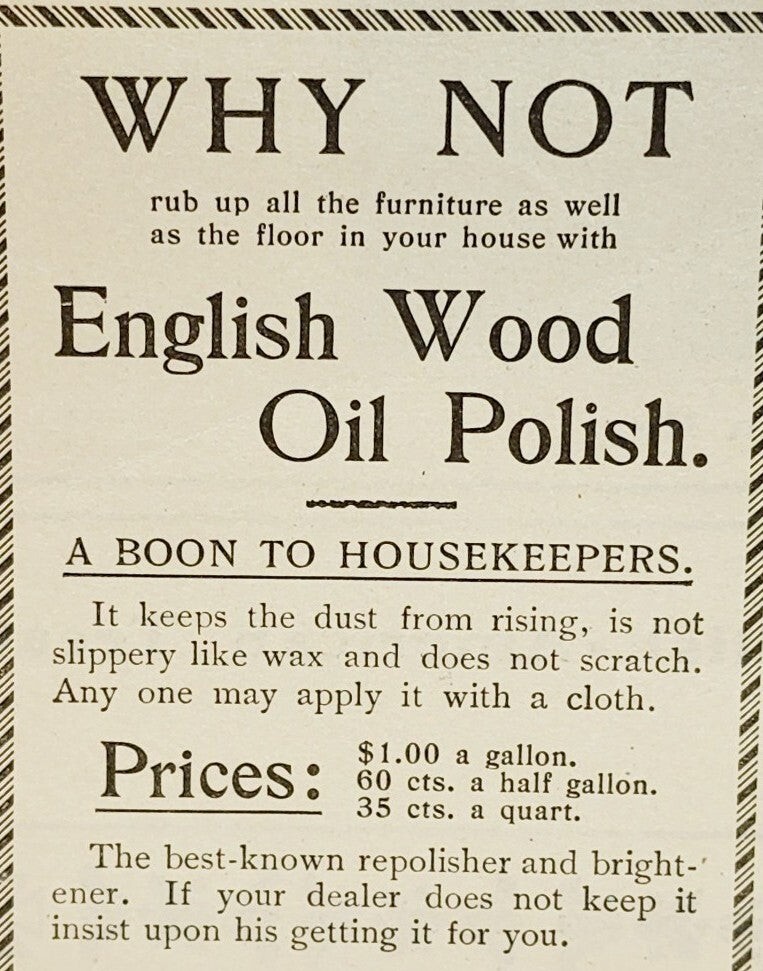 WHY NOT
rub up all the furniture as well
as the floor in your house with
English Wood
Oil Polish.
A BOON TO HOUSEKEEPERS.
It keeps the dust from rising, is not
slippery like wax and does not scratch.
Any one may apply it with a cloth.
Prices:
$1.00 a gallon.
60 cts. a half gallon.
35 cts. a quart.
The best-known repolisher and bright-
ener. If your dealer does not keep it
insist upon his getting it for you.